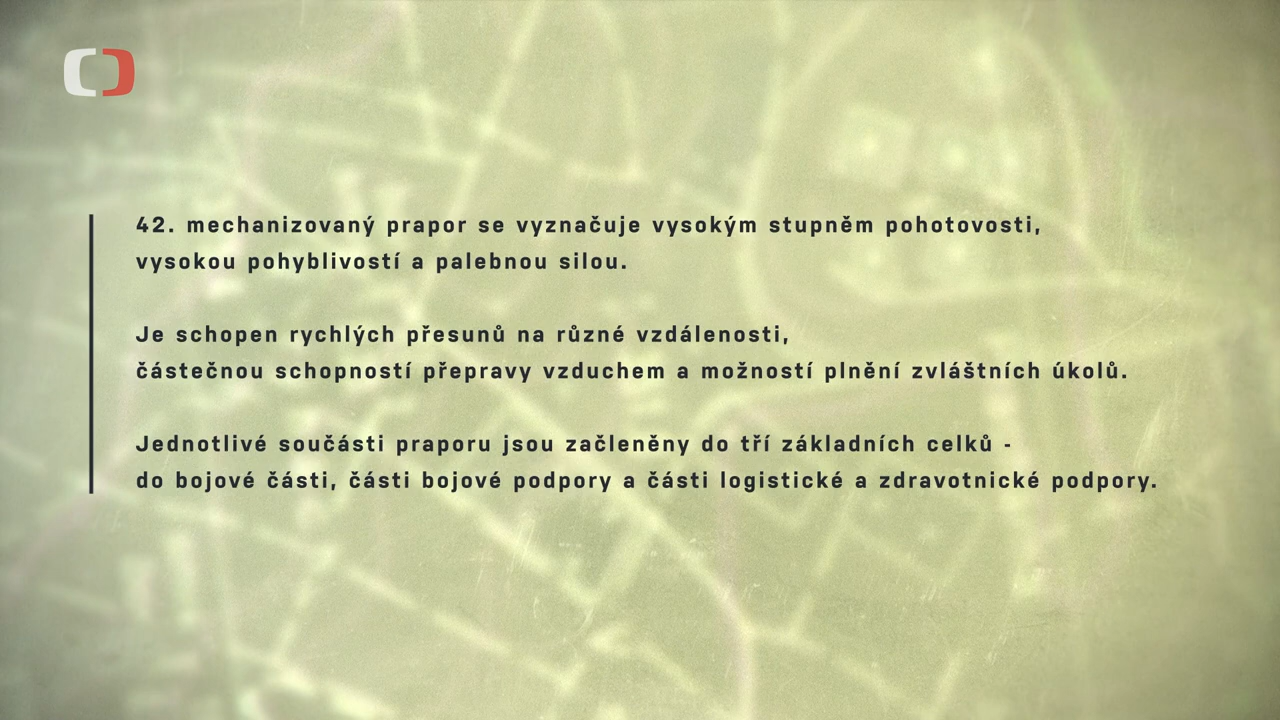 42. mechanizovaný prapor se vyznačuje vysokým stupněm pohotovosti,
vysokou pohyblivostí a palebnou silou.
Je schopen rychlých přesunů na různé vzdálenosti,
částečnou schopností přepravy vzduchem a možností plnění zvláštních úkolů.
Jednotlivé součásti praporu jsou začleněny do tří základních celků -
do bojové části, části bojové podpory a části logistické a zdravotnické podpory.